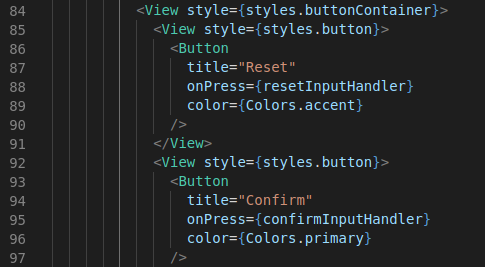 84 <View style={styles.buttonContainer}>
85 <View style={styles.button}>
86 <Button
87 title="Reset"
88 onPress={resetInputHandler}
89 color={Colors.accent}
90 />
91 </View>
92 <View style={styles.button}>
93 <Button
94 title="Confirm"
95 onPress={confirmInputHandler}
96 color={Colors.primary}
97 />